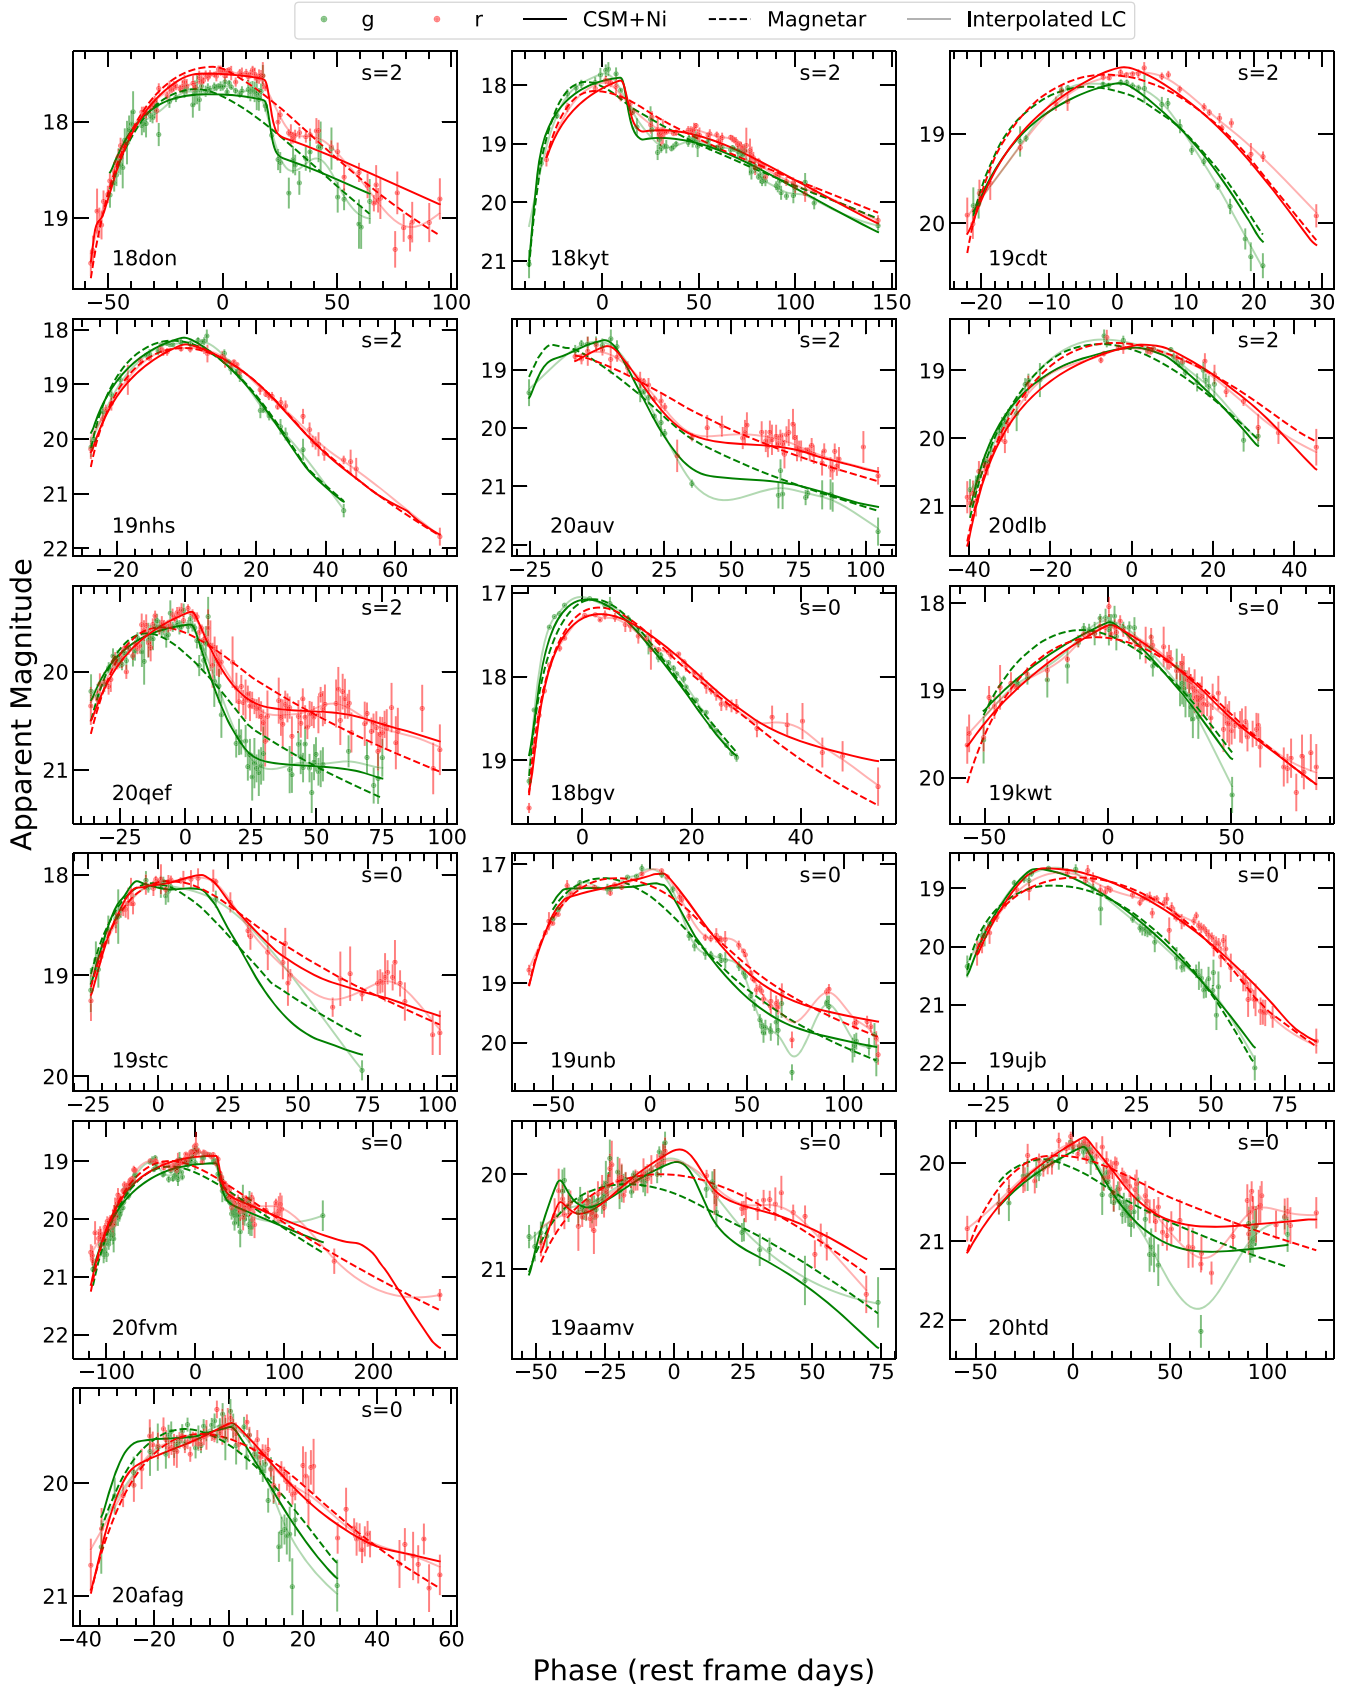 g r CSM+Ni Magnetar Interpolated LC
s=2 s=2 s=2
18 18 19
19 19 20
20
21
18don 18kyt 19cdt
−50 0 50 100 0 50 100 150 −20 −10 0 10 20 30
s=2 s=2 s=2
18 19 19
19 20 20
20 21 21
21 22
22
19nhs 20auv 20dlb
−20 0 20 40 60 −25 0 25 50 75 100 −40 −20 0 20 40
s=2 s=0 s=0
20 17 18
21 18 19
19 20
20qef 18bgv 19kwt
−25 0 25 50 75 100 0 20 40 −50 0 50
s=0 s=0 s=0
18 17 19
19 18 20
20 19 21
20 22
19stc 19unb 19ujb
−25 0 25 50 75 100 −50 0 50 100 −25 0 25 50 75
s=0 s=0 s=0
19 20 20
20 21 21
21 22
22
20fvm 19aamv 20htd
−100 0 100 200 −50 −25 0 25 50 75 −50 0 50 100
s=0
20
21
20afag
−40 −20 0 20 40 60
Apparent Magnitude
Phase (rest frame days)